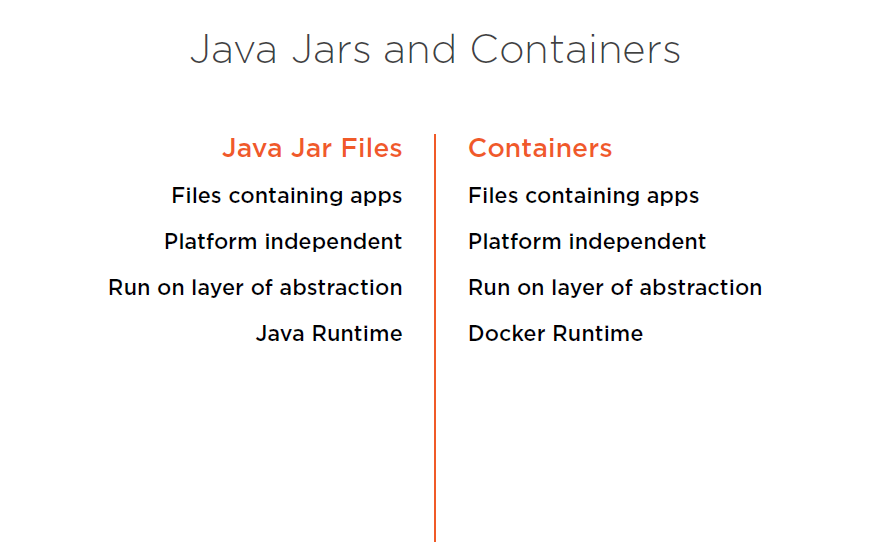 Java Jars and Containers
Java Jar Files
Files containing apps
Platform independent
Run on layer of abstraction
Java Runtime
Containers
Files containing apps
Platform independent
Run on layer of abstraction
Docker Runtime